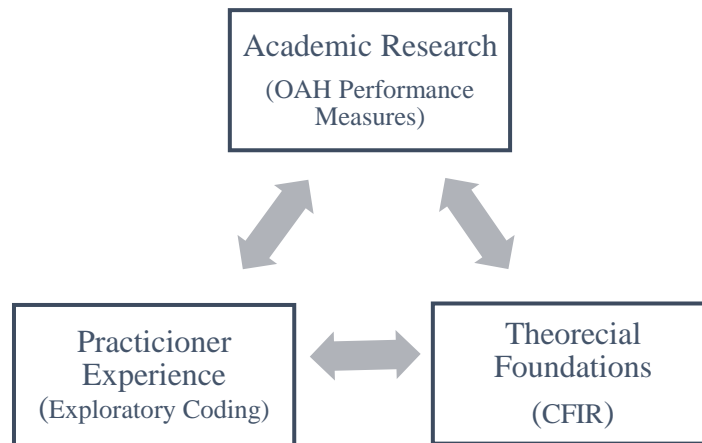 Academic Research
(OAH Performance
Measures)
Practicioner
Experience
(Exploratory Coding)
Theorecial
Foundations
(CFIR)